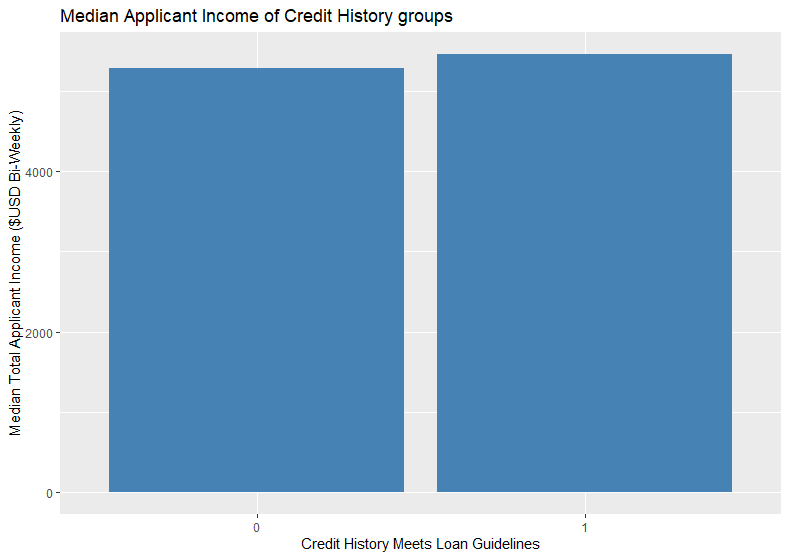 Median Applicant Income of Credit History groups
Median Total Applicant Income ($USD Bi-Weekly)
4000
2000
0
0
1
Credit History Meets Loan Guidelines